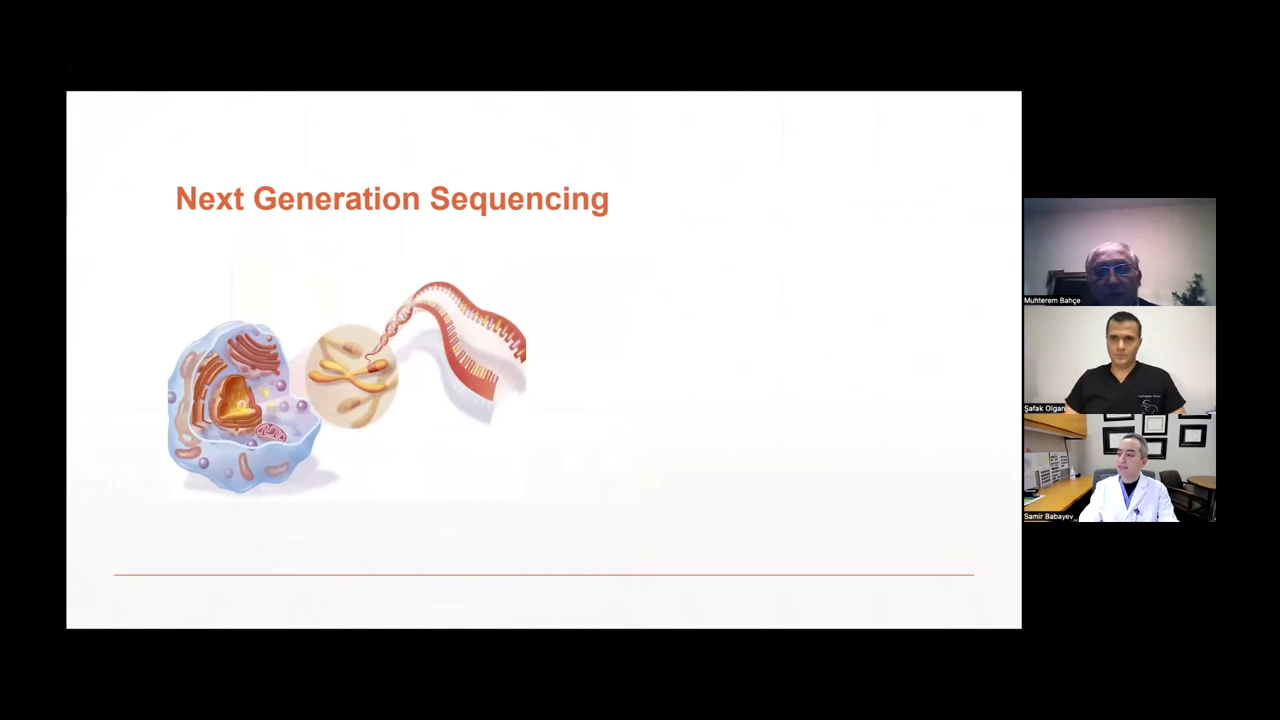 Next Generation Sequencing
Muhterem Bahçe
Şafak Olgan
Samir Babayev